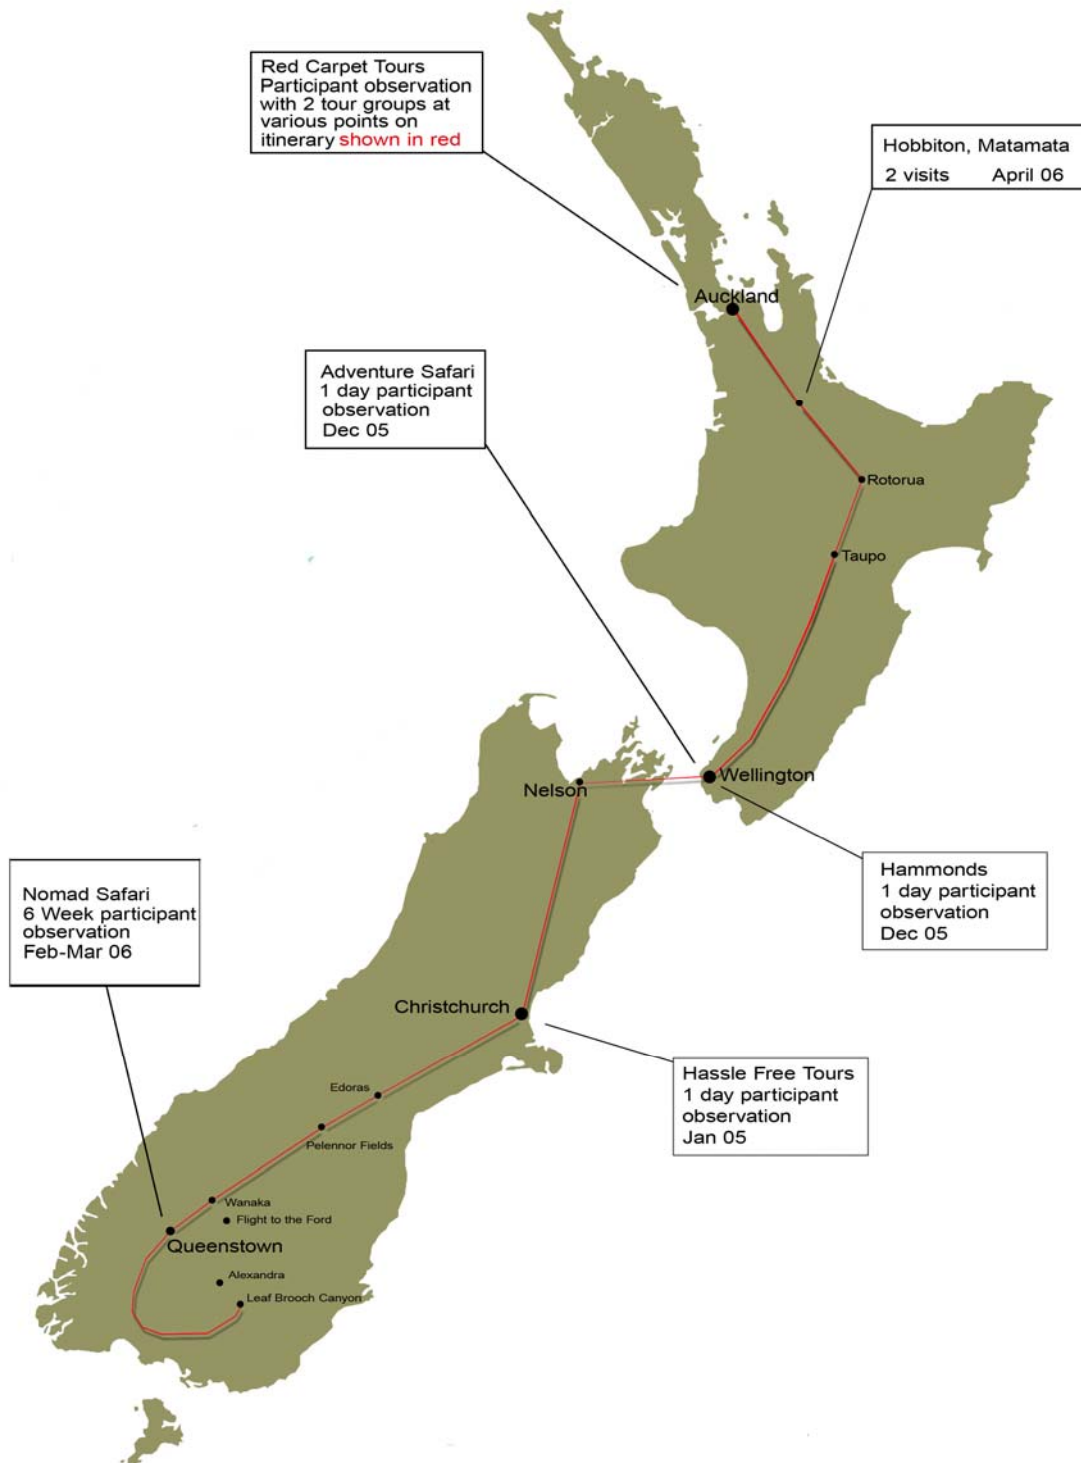 Red Carpet Tours
Participant observation
with 2 tour groups at
various points on
itinerary shown in red
Hobbiton, Matamata
2 visits April 06
Auckland
Adventure Safari
1 day participant
observation
Dec 05
Rotorua
Taupo
Wellington
Nelson
Hammonds
1 day participant
observation
Dec 05
Nomad Safari
6 Week participant
observation
Feb-Mar 06
Christchurch
Hassle Free Tours
1 day participant
observation
Jan 05
Edoras
Pelennor Fields
Wanaka
Flight to the Ford
Queenstown
Alexandra
Leaf Brooch Canyon